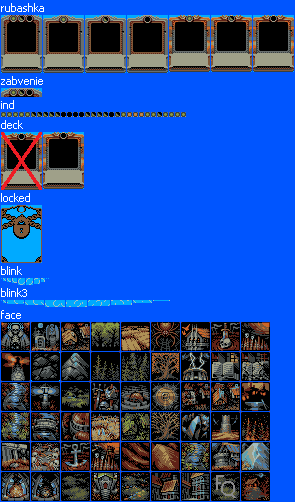 rubashka
zabvenie
ind
deck
locked
blink
blink3
face